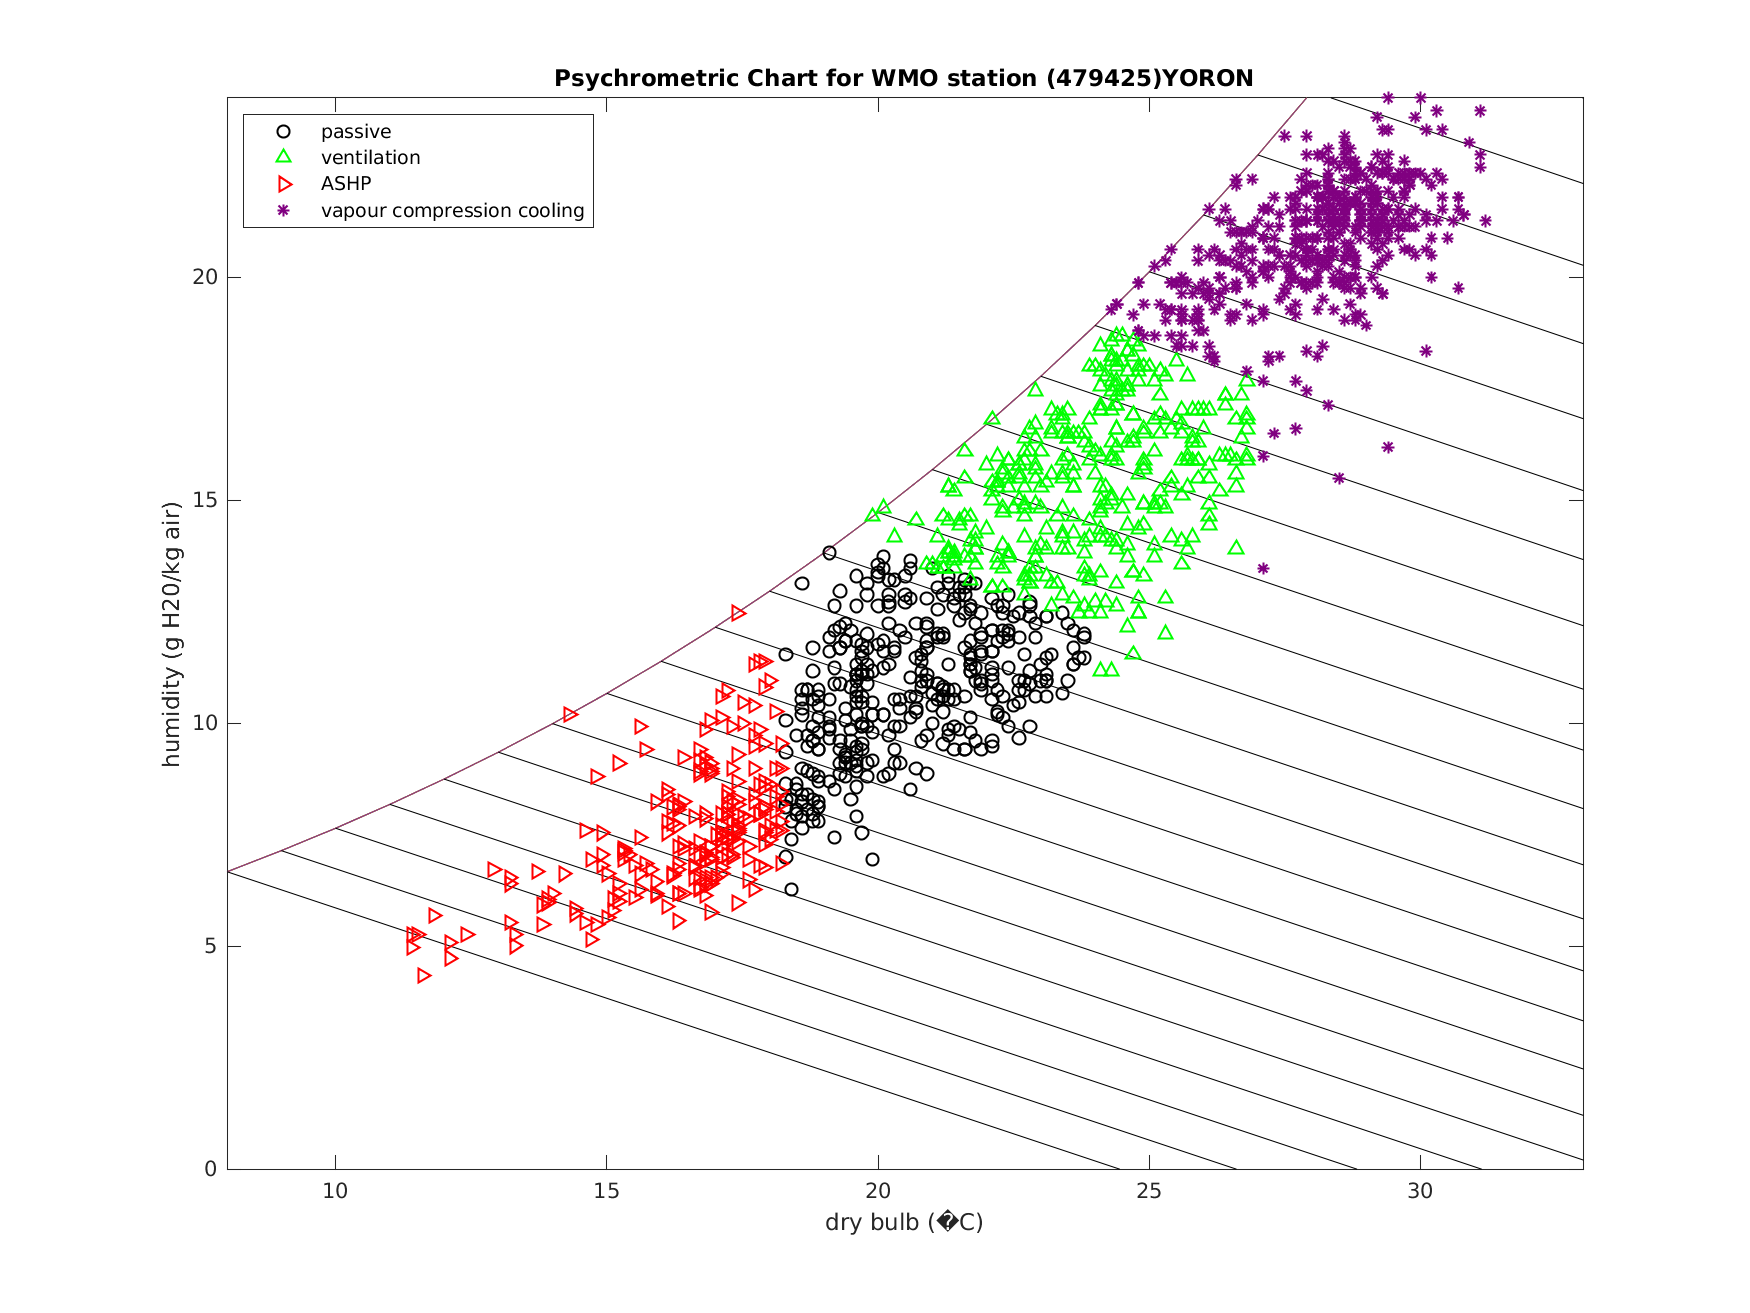 Psychrometric Chart for WMO station (479425)YORON
passive
ventilation
ASHP
vapour compression cooling
20
15
10
5
0
humidity (g H20/kg air)
10 15 20 25 30
dry bulb (�C)